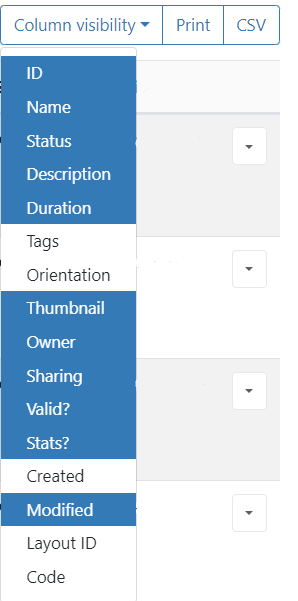 Column visibility Print CSV
ID
Name
Status
Description
Duration
Tags
Orientation
Thumbnail
Owner
Sharing
Valid?
Stats?
Created
Modified
Layout ID
Code